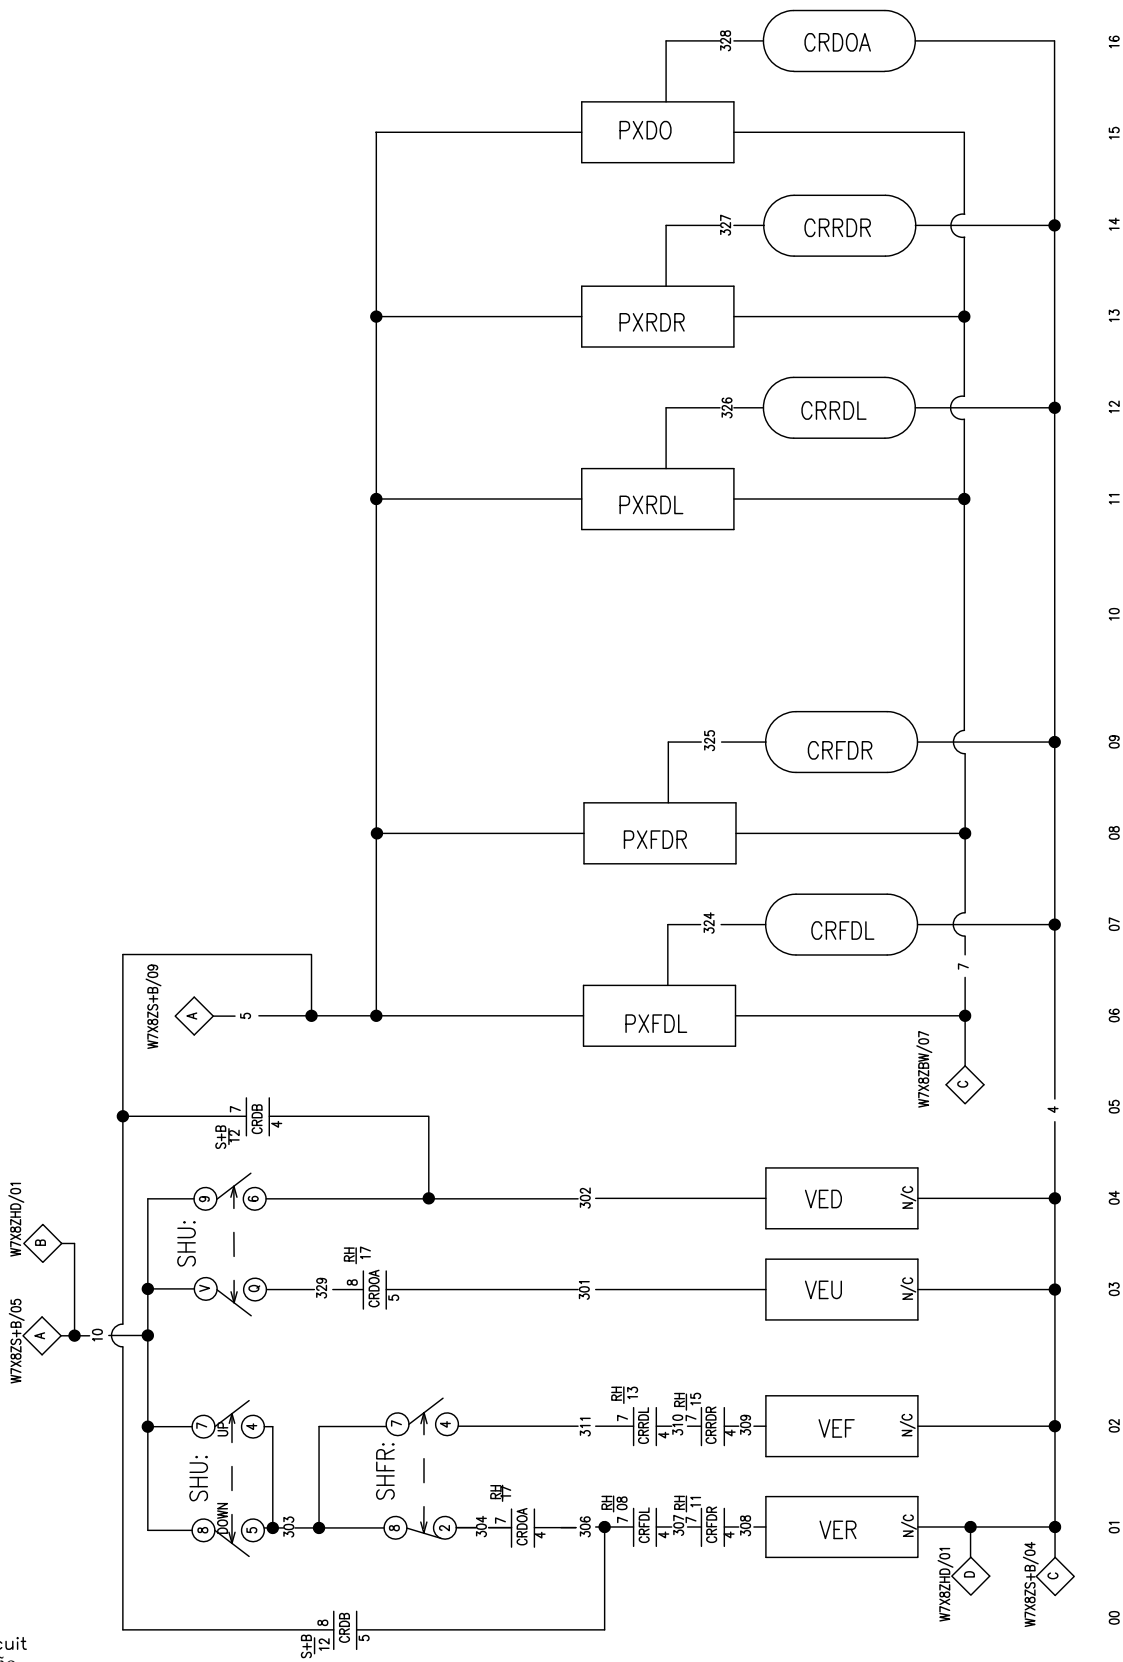 328
CRDOA
16
PXDO
15
327
CRRDR
14
PXRDR
13
326
CRRDL
12
PXRDL
11
10
325
CRFDR
09
PXFDR
08
324
CRFDL
07
W7X8ZS+B/09
A
5
7
PXFDL
06
W7X8ZBW/07
C
S+B
12
7
CRDB
4
4
05
W7X8ZHD/01
B
SHU:
9
6
302
VED
N/C
04
V
Q
329
RH
17
8
CRDOA
5
301
VEU
N/C
03
W7X8ZS+B/05
A
10
SHU:
7
UP
4
SHFR:
7
4
311
RH
13
7
CRRDL
4
310
RH
15
7
CRRDR
4
309
VEF
N/C
02
8
DOWN
5
303
8
2
304
RH
17
7
CRDOA
4
306
RH
08
7
CRFDL
4
307
RH
11
7
CRFDR
4
308
VER
N/C
01
W7X8ZHD/01
D
W7X8ZS+B/04
C
S+B
12
8
CRDB
5
00
cuit